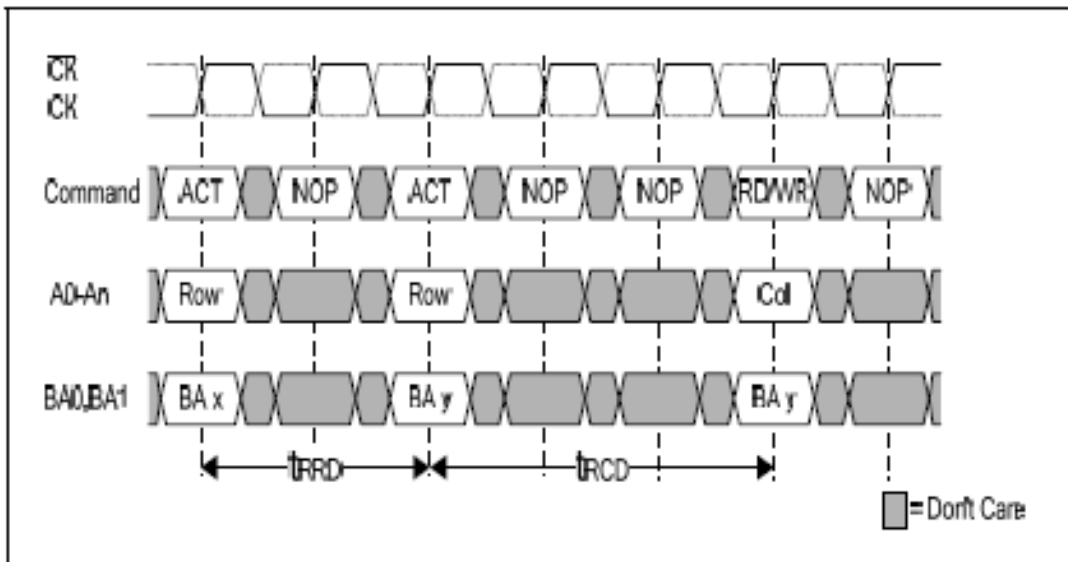 CK
CK
Command ACT NOP ACT NOP NOP RD/WR NOP
A0-An Row Row Col
BA0,BA1 BA x BA y BA y
tRRD tRCD
= Don't Care